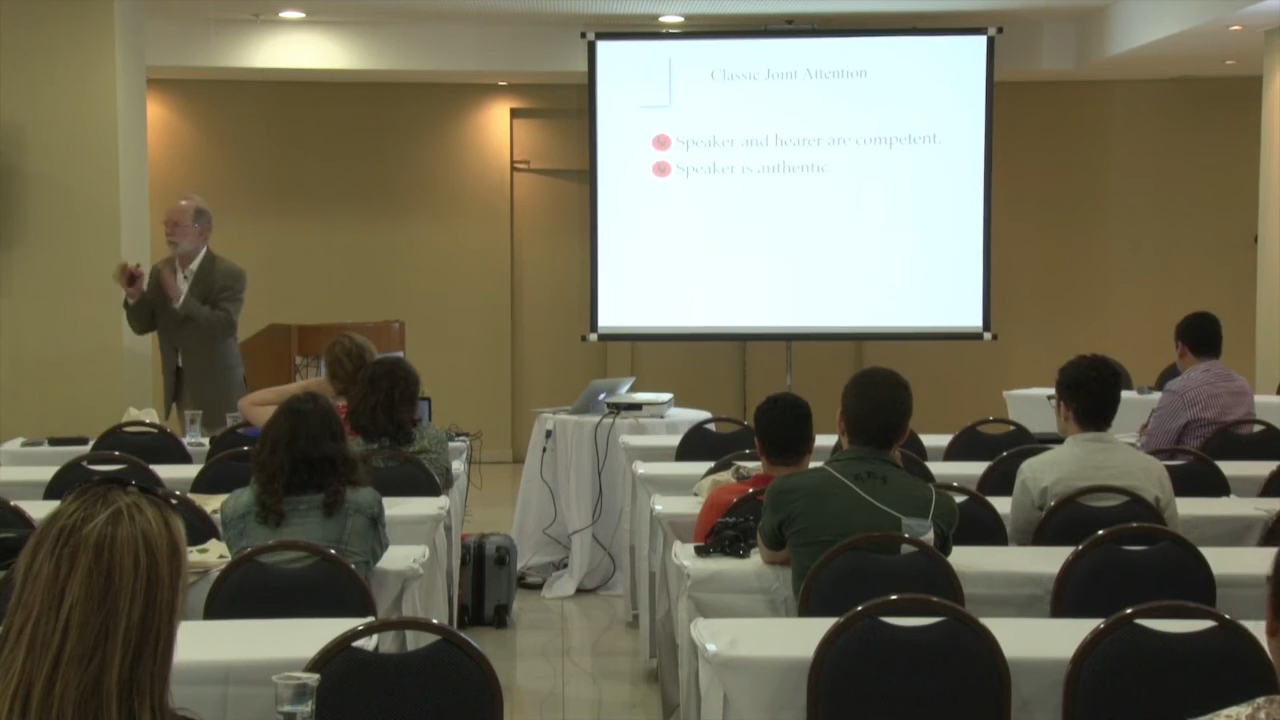 Classic Joint Attention
Speaker and hearer are competent.
Speaker is authentic.